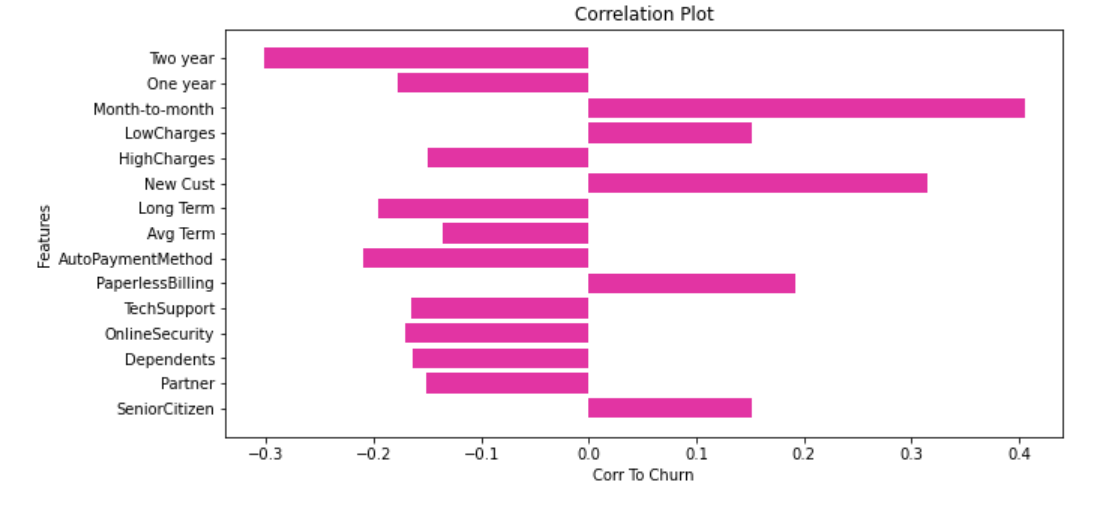 Correlation Plot
Features
Two year
One year
Month-to-month
LowCharges
HighCharges
New Cust
Long Term
Avg Term
AutoPaymentMethod
PaperlessBilling
TechSupport
OnlineSecurity
Dependents
Partner
SeniorCitizen
−0.3 −0.2 −0.1 0.0 0.1 0.2 0.3 0.4
Corr To Churn